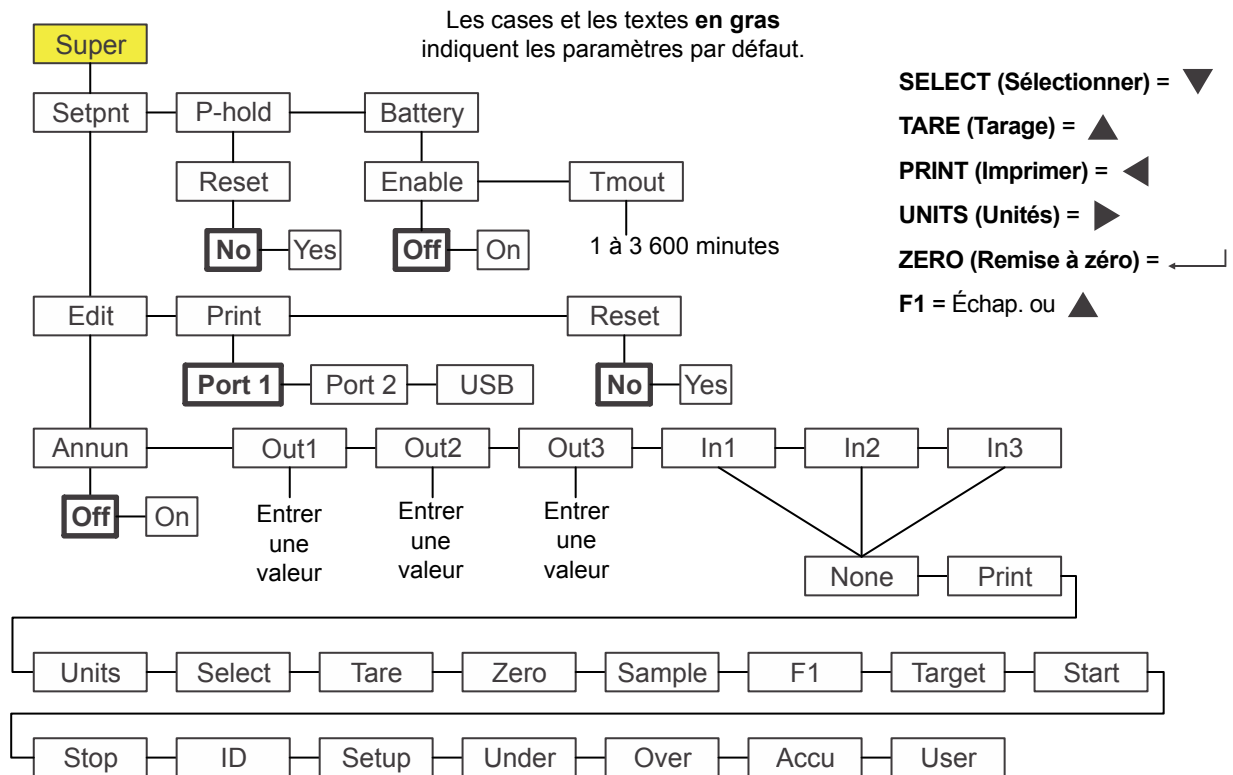 Les cases et les textes en gras
indiquent les paramètres par défaut.
Super
SELECT (Sélectionner) =
TARE (Tarage) =
PRINT (Imprimer) =
UNITS (Unités) =
ZERO (Remise à zéro) =
F1 = Échap. ou
Setpnt P-hold Battery
Reset Enable Tmout
No Yes Off On 1 à 3 600 minutes
Edit Print Reset
Port 1 Port 2 USB No Yes
Annun Out1 Out2 Out3 In1 In2 In3
Off On
Entrer
une
valeur
Entrer
une
valeur
Entrer
une
valeur
None Print
Units Select Tare Zero Sample F1 Target Start
Stop ID Setup Under Over Accu User